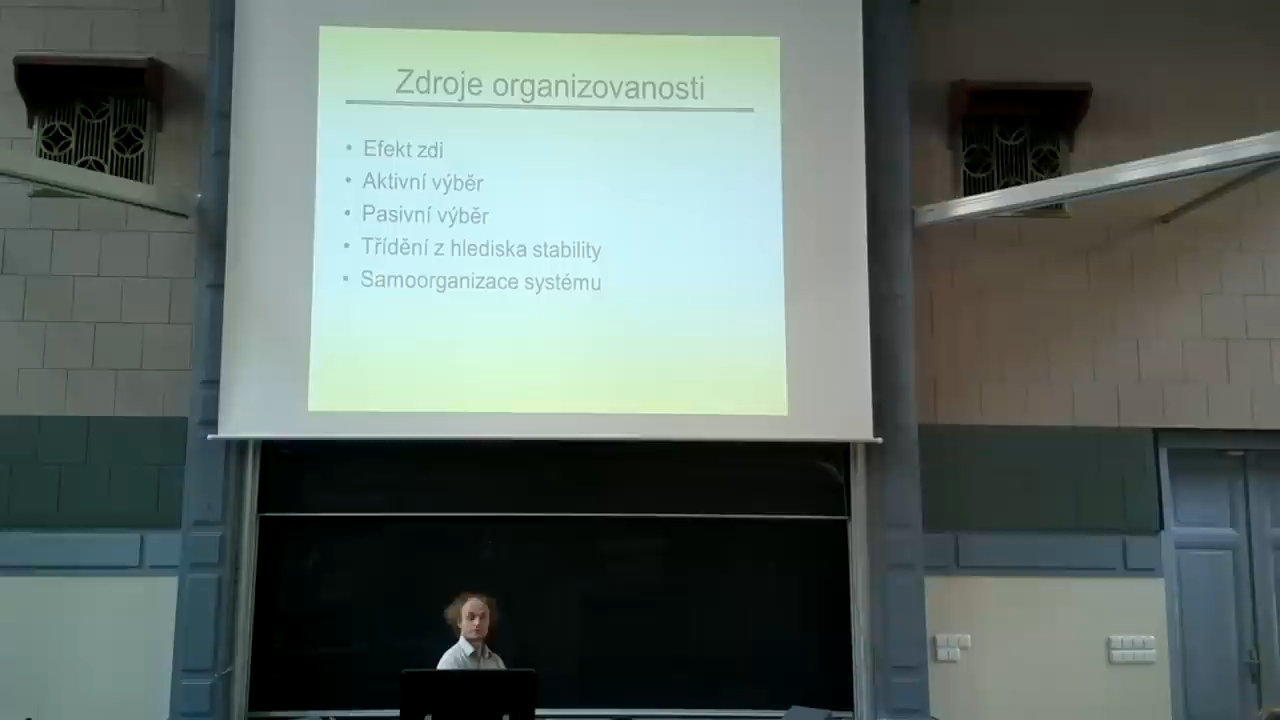 Zdroje organizovanosti
• Efekt zdi
• Aktivní výběr
• Pasivní výběr
• Třídění z hlediska stability
• Samoorganizace systému